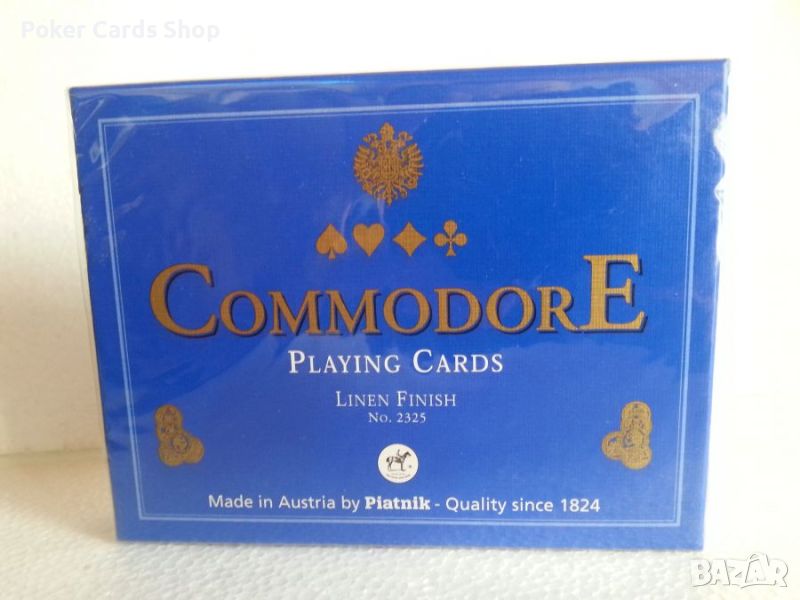 Poker Cards Shop
COMMODORE
PLAYING CARDS
LINEN FINISH
No. 2325
Made in Austria by Piatnik - Quality since 1824
BAZAR